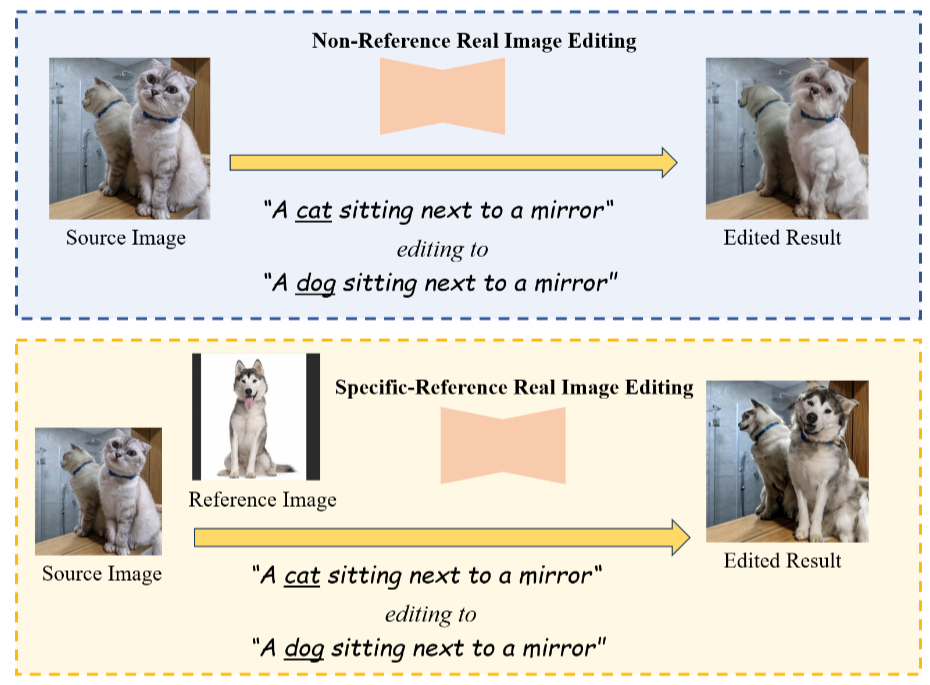 Non-Reference Real Image Editing
"A cat sitting next to a mirror"
Source Image
Edited Result
editing to
"A dog sitting next to a mirror"
Specific-Reference Real Image Editing
Reference Image
Source Image
Edited Result
"A cat sitting next to a mirror"
editing to
"A dog sitting next to a mirror"